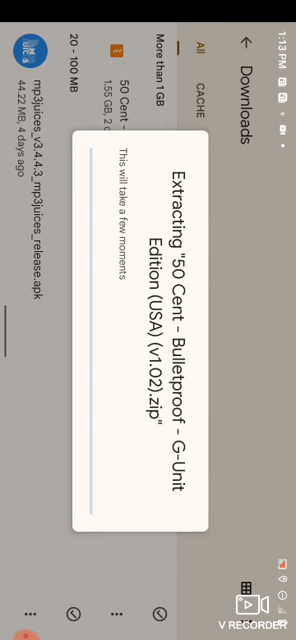 1:13 PM
Downloads
All
CACHE
More than 1 GB
50 Cent -
1.55 GB, 2
20 - 100 MB
mp3juices_v3.4.4.3_mp3juices_release.apk
44.22 MB, 4 days ago
Extracting "50 Cent - Bulletproof - G-Unit
Edition (USA) (v1.02).zip"
This will take a few moments
V RECORDER